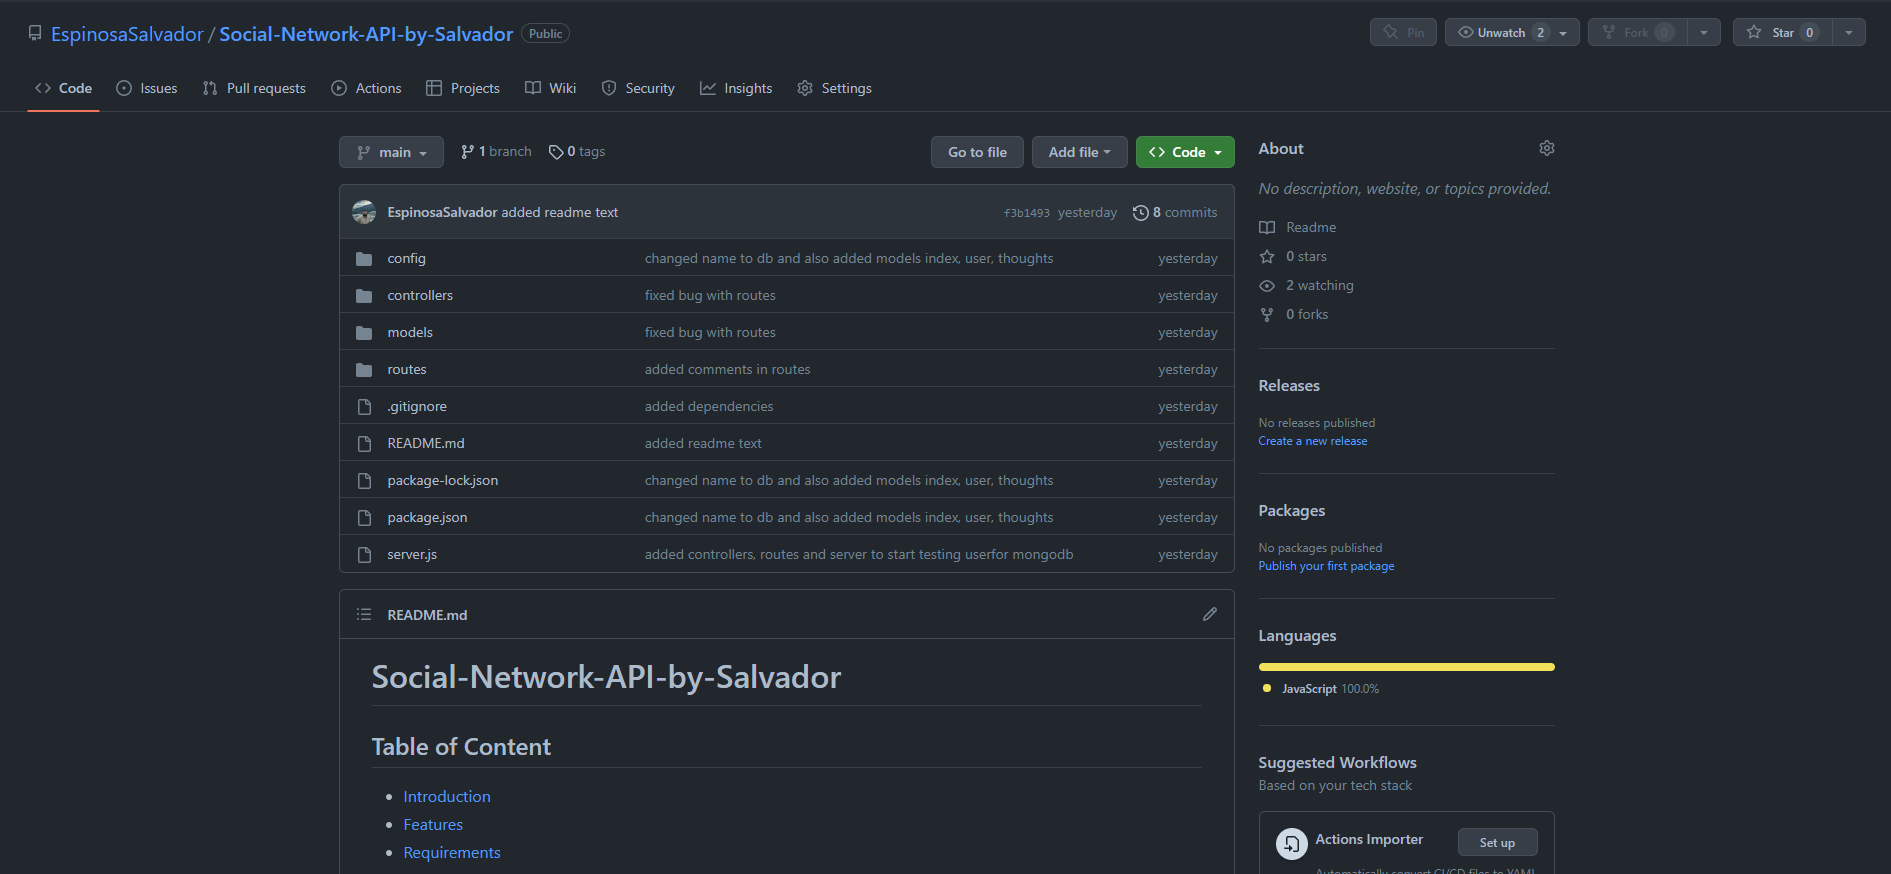 EspinosaSalvador / Social-Network-API-by-Salvador Public
Pin Unwatch 2 Fork 0 Star 0
Code Issues Pull requests Actions Projects Wiki Security Insights Settings
main 1 branch 0 tags Go to file Add file Code
EspinosaSalvador added readme text f3b1493 yesterday 8 commits
config changed name to db and also added models index, user, thoughts yesterday
controllers fixed bug with routes yesterday
models fixed bug with routes yesterday
routes added comments in routes yesterday
.gitignore added dependencies yesterday
README.md added readme text yesterday
package-lock.json changed name to db and also added models index, user, thoughts yesterday
package.json changed name to db and also added models index, user, thoughts yesterday
server.js added controllers, routes and server to start testing userfor mongodb yesterday
README.md
Social-Network-API-by-Salvador
Table of Content
Introduction
Features
Requirements
About
No description, website, or topics provided.
Readme
0 stars
2 watching
0 forks
Releases
No releases published
Create a new release
Packages
No packages published
Publish your first package
Languages
JavaScript 100.0%
Suggested Workflows
Based on your tech stack
Actions Importer Set up
Automatically convert CI/CD files to YAML